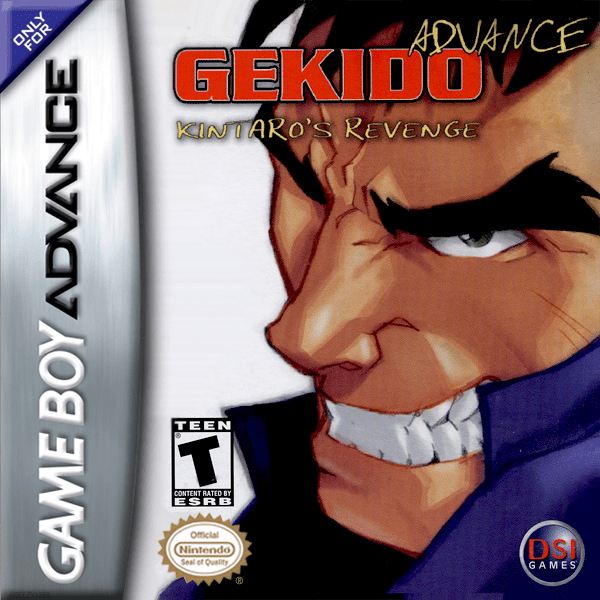 ONLY
FOR
GAME BOY ADVANCE
GEKIDO
ADVANCE
KINTARO'S REVENGE
TEEN
T
®
CONTENT RATED BY
ESRB
Official
Nintendo
Seal of Quality
®
DSI
GAMES